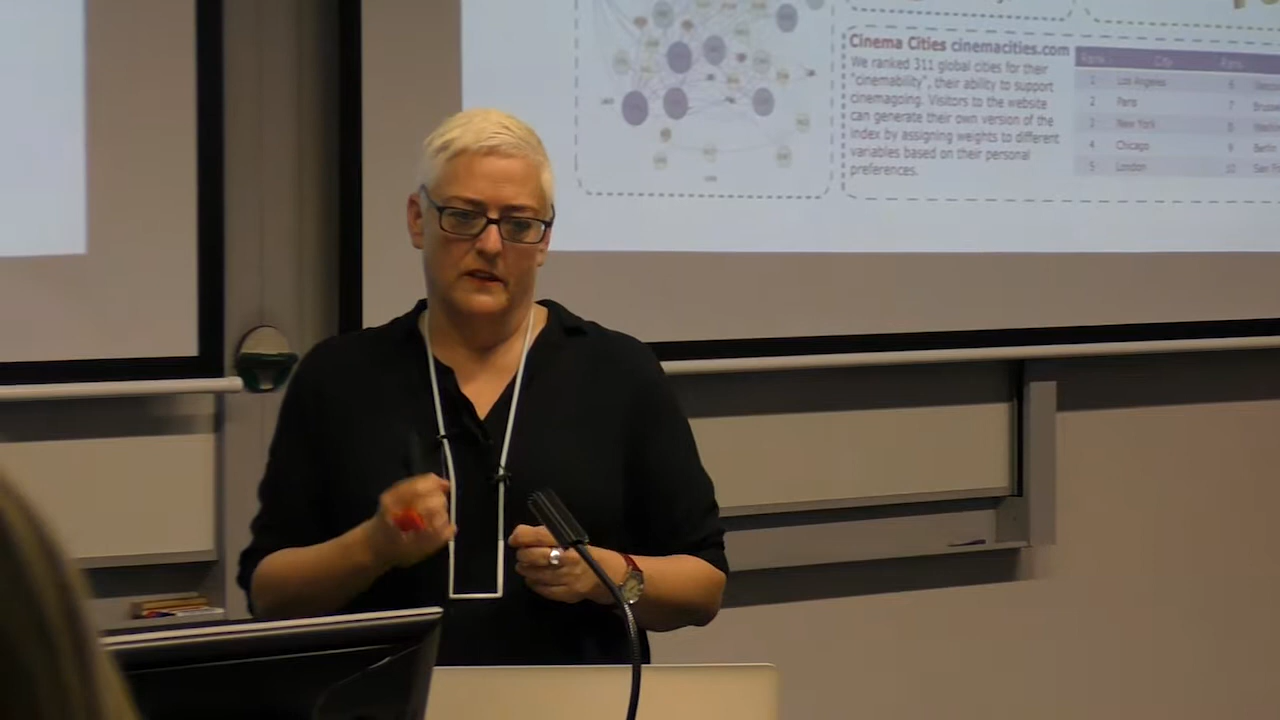 Cinema Cities cinemacities.com
We ranked 311 global cities for their
"cinemability", their ability to support
cinemagoing. Visitors to the website
can generate their own version of the
index by assigning weights to different
variables based on their personal
preferences.
Rank City Rank
1 Los Angeles 6
2 Paris 7
3 New York 8
4 Chicago 9 Berlin
5 London 10